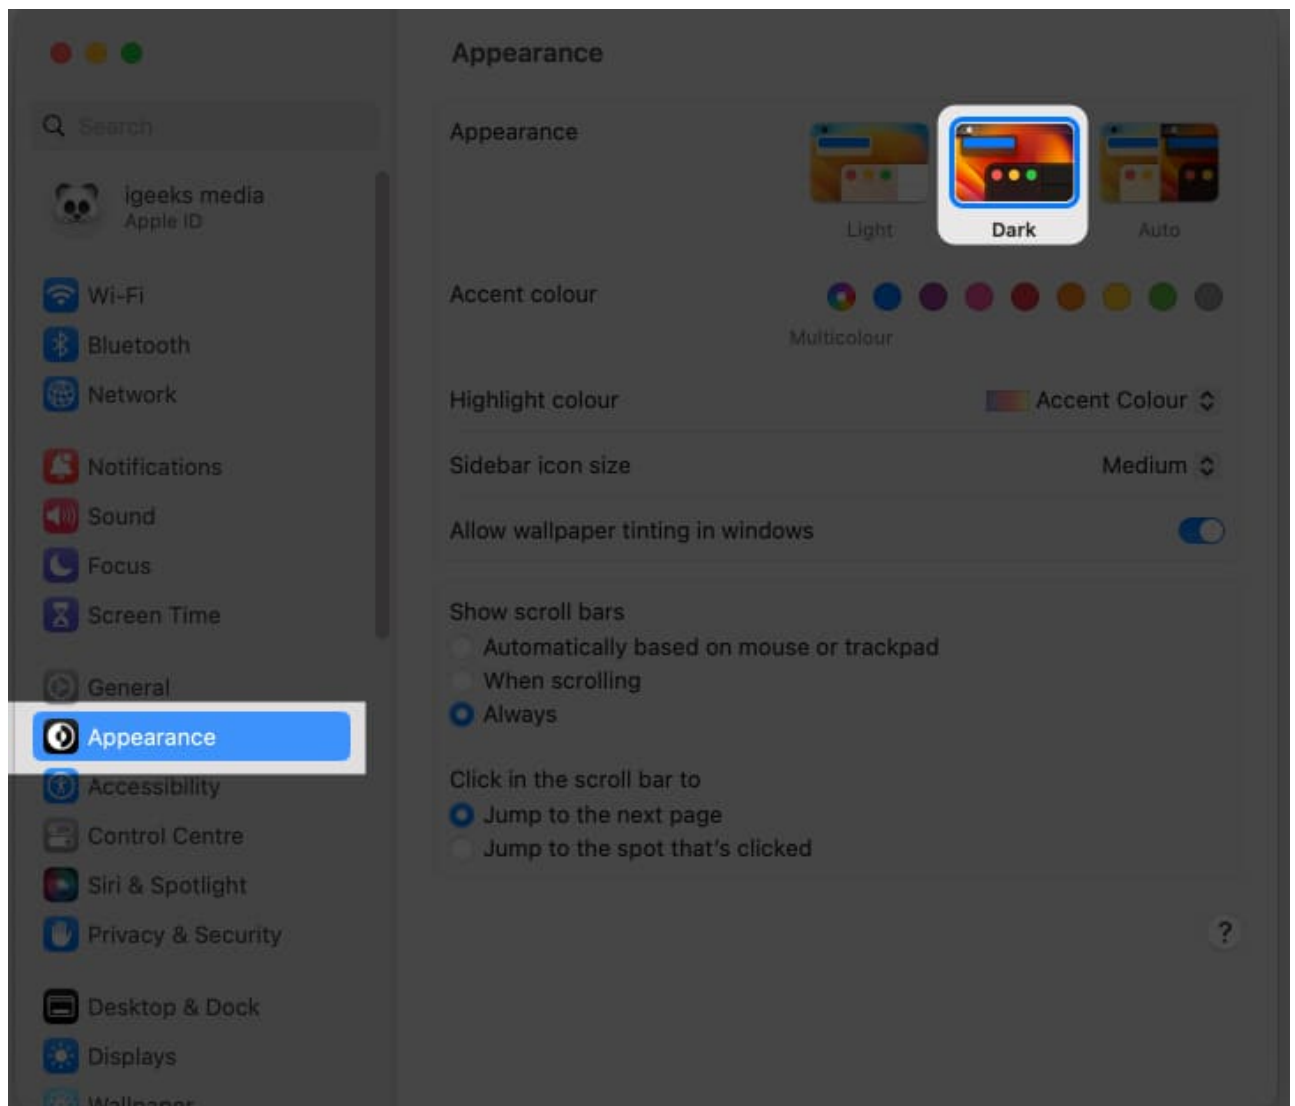 Appearance
Search
igeeks media
Apple ID
Wi-Fi
Bluetooth
Network
Notifications
Sound
Focus
Screen Time
General
Appearance
Accessibility
Control Centre
Siri & Spotlight
Privacy & Security
Desktop & Dock
Displays
Wallpaper
Appearance
Light
Dark
Auto
Accent colour
Multicolour
Highlight colour
Accent Colour
Sidebar icon size
Medium
Allow wallpaper tinting in windows
Show scroll bars
Automatically based on mouse or trackpad
When scrolling
Always
Click in the scroll bar to
Jump to the next page
Jump to the spot that's clicked
?